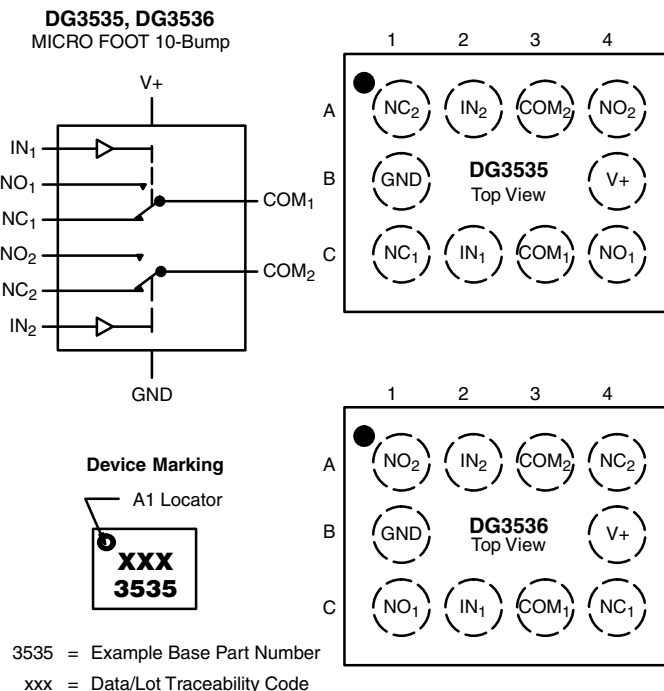 DG3535, DG3536
MICRO FOOT 10-Bump
V+
IN1
NO1
NC1
NO2
NC2
IN2
COM1
COM2
GND
1 2 3 4
A NC2 IN2 COM2 NO2
B GND DG3535 V+
Top View
C NC1 IN1 COM1 NO1
Device Marking
A1 Locator
XXX
3535
3535 = Example Base Part Number
xxx = Data/Lot Traceability Code
1 2 3 4
A NO2 IN2 COM2 NC2
B GND DG3536 V+
Top View
C NO1 IN1 COM1 NC1